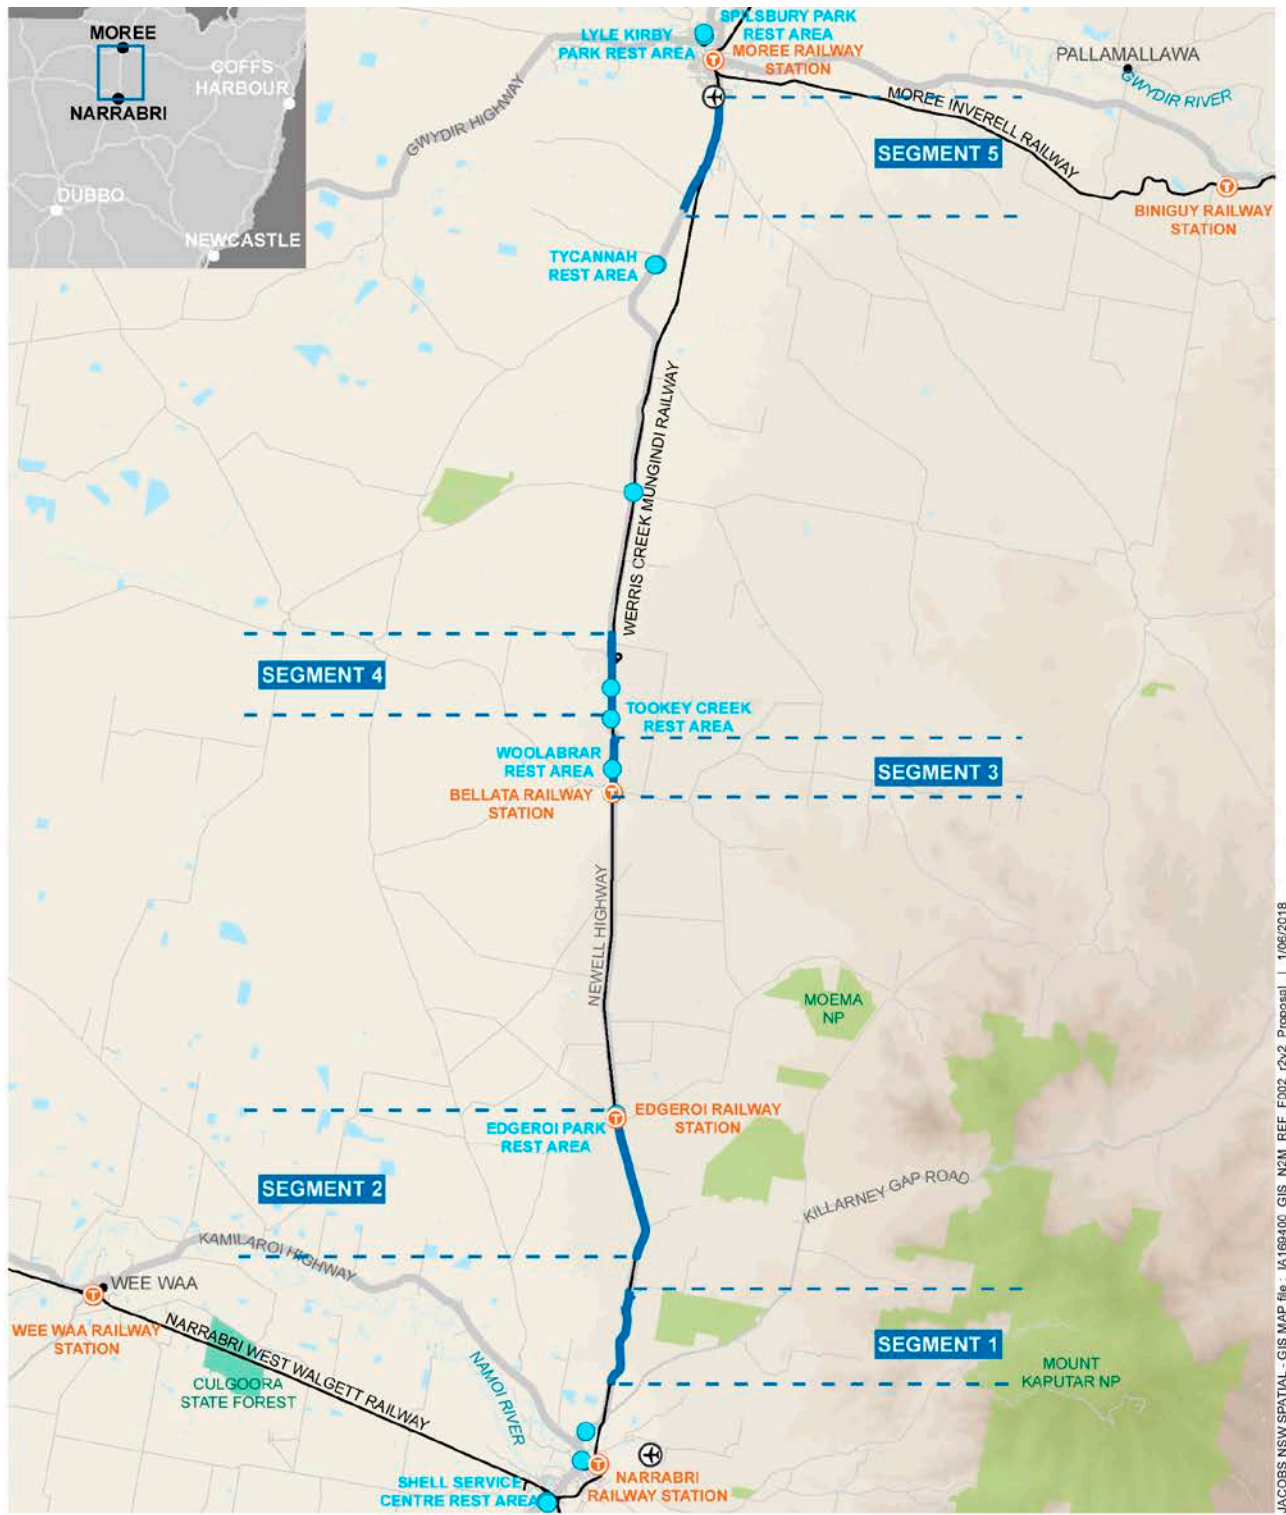 MOREE
COFFS
HARBOUR
NARRABRI
DUBBO
NEWCASTLE
SPILSBURY PARK
REST AREA
LYLE KIRBY
PARK REST AREA
MOREE RAILWAY
STATION
PALLAMALLAWA
GWYDIR RIVER
GWYDIR HIGHWAY
MOREE INVERELL RAILWAY
SEGMENT 5
BINIGUY RAILWAY
STATION
TYCANNAH
REST AREA
WERRIS CREEK MUNGINDI RAILWAY
SEGMENT 4
TOOKEY CREEK
REST AREA
WOOLABRAR
REST AREA
SEGMENT 3
BELLATA RAILWAY
STATION
NEWELL HIGHWAY
MOEMA
NP
EDGEROI RAILWAY
STATION
EDGEROI PARK
REST AREA
SEGMENT 2
KILLARNEY GAP ROAD
KAMILAROI HIGHWAY
WEE WAA
WEE WAA RAILWAY
STATION
NARRABRI WEST WALGETT RAILWAY
SEGMENT 1
MOUNT
KAPUTAR NP
CULGOORA
STATE FOREST
NAMOI RIVER
NARRABRI
RAILWAY STATION
SHELL SERVICE
CENTRE REST AREA
JACOBS NSW SPATIAL - GIS MAP file : IA169400_GIS_N2M_REF_F002_r2v2_Proposal | 1/06/2018